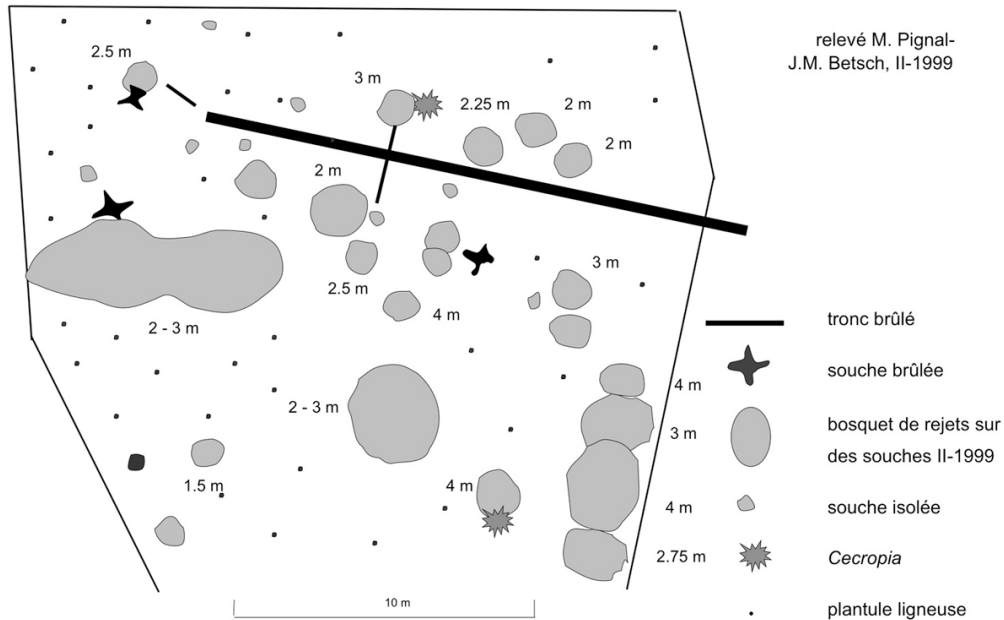 relevé M. Pignal-
J.M. Betsch, II-1999
2.5 m
3 m
2.25 m
2 m
2 m
2 m
2.5 m
4 m
3 m
2 - 3 m
2 - 3 m
4 m
3 m
4 m
2.75 m
1.5 m
4 m
10 m
tronc brûlé
souche brûlée
bosquet de rejets sur
des souches II-1999
souche isolée
Cecropia
plantule ligneuse